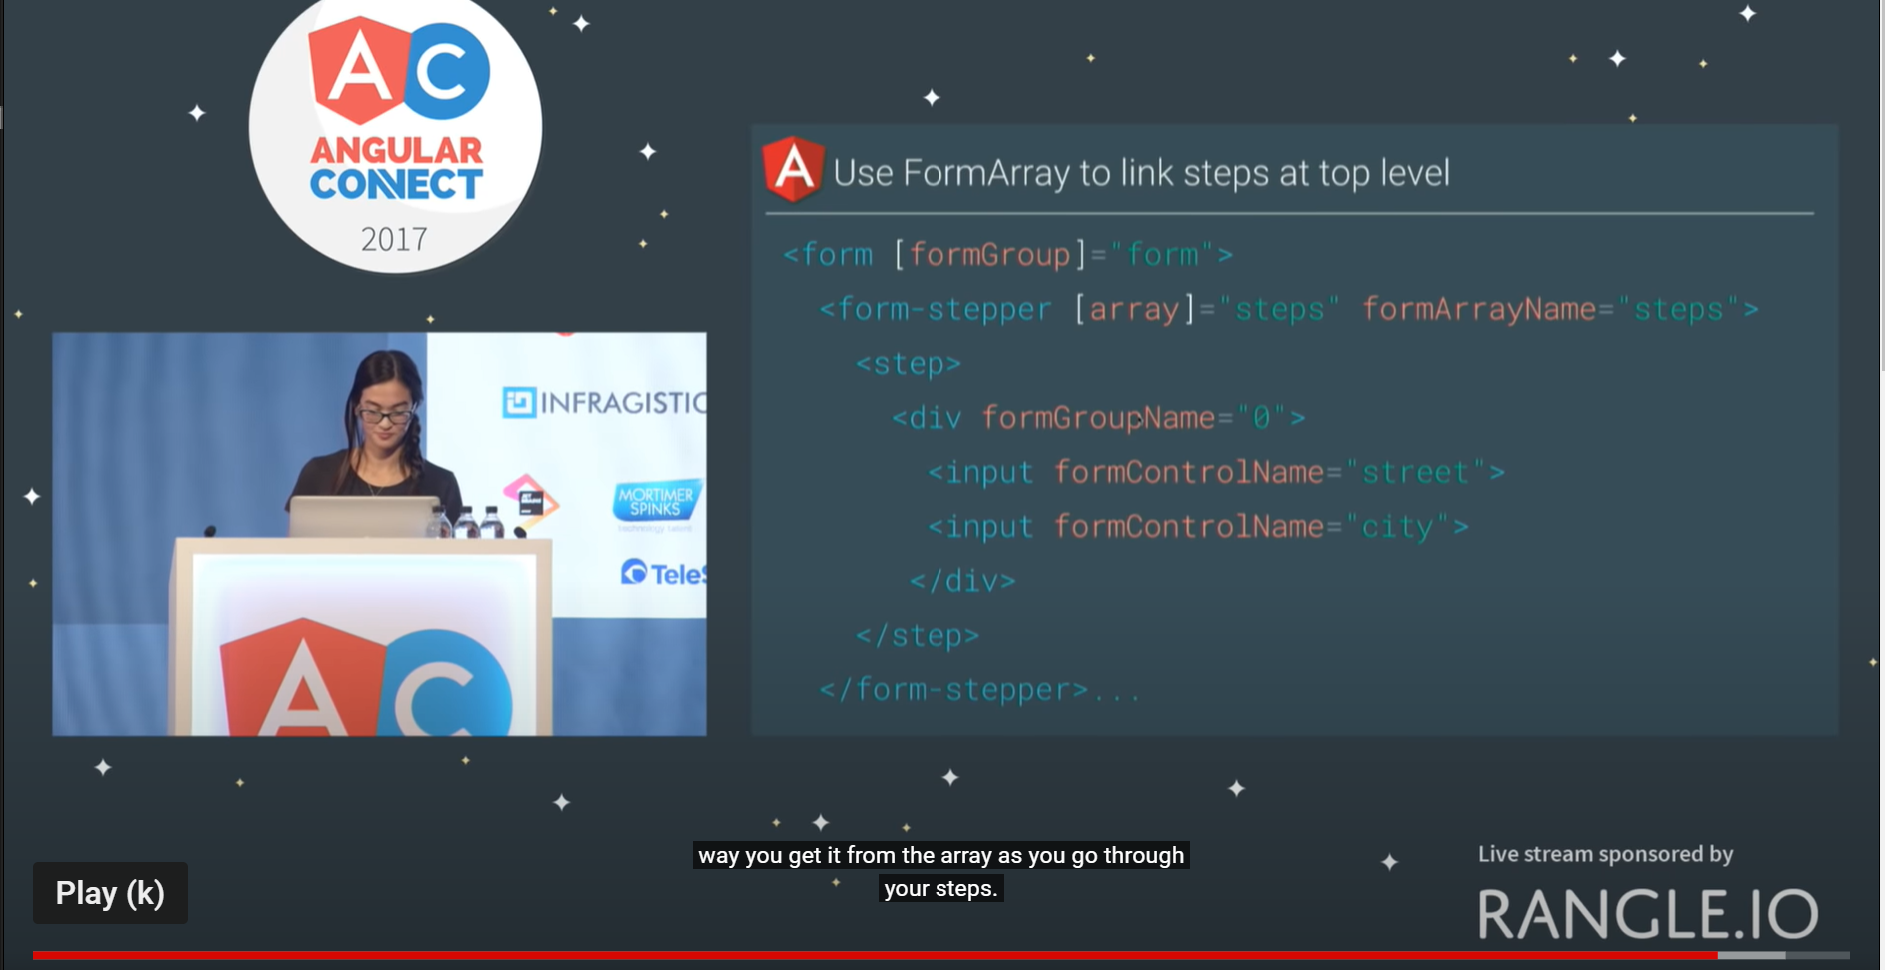 AC
ANGULAR
CONNECT
2017
Use FormArray to link steps at top level
<form [formGroup]="form">
<form-stepper [array]="steps" formArrayName="steps">
<step>
<div formGroupName="0">
<input formControlName="street">
<input formControlName="city">
</div>
</step>
</form-stepper>...
INFRAGISTIC
MORTIMER
SPINKS
TeleS
AC
way you get it from the array as you go through
your steps.
Play (k)
Live stream sponsored by
RANGLE.IO